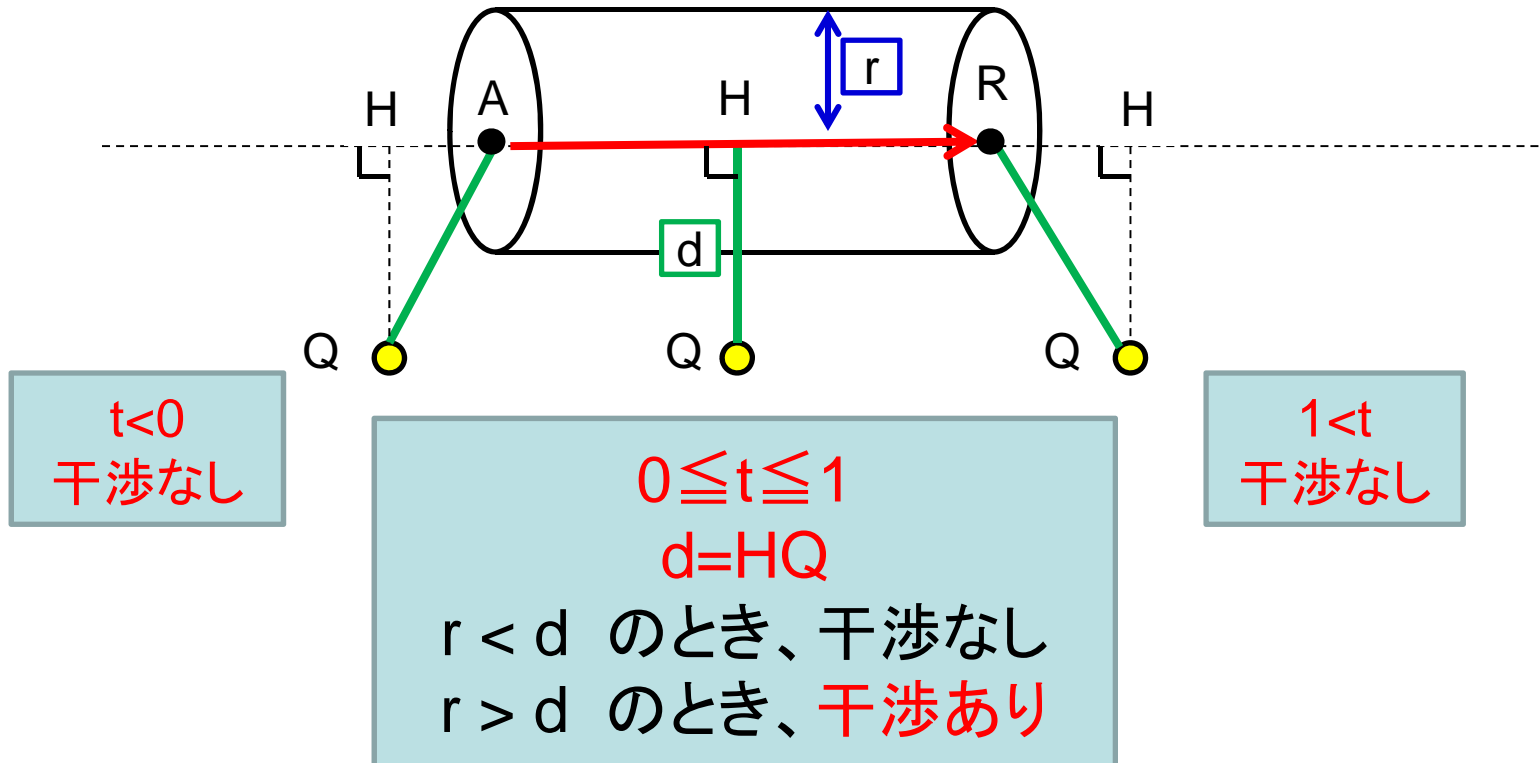 r
H
A
H
R
H
d
Q
Q
Q
t<0
干渉なし
0≦t≦1
d=HQ
r < d のとき、干渉なし
r > d のとき、干渉あり
1<t
干渉なし